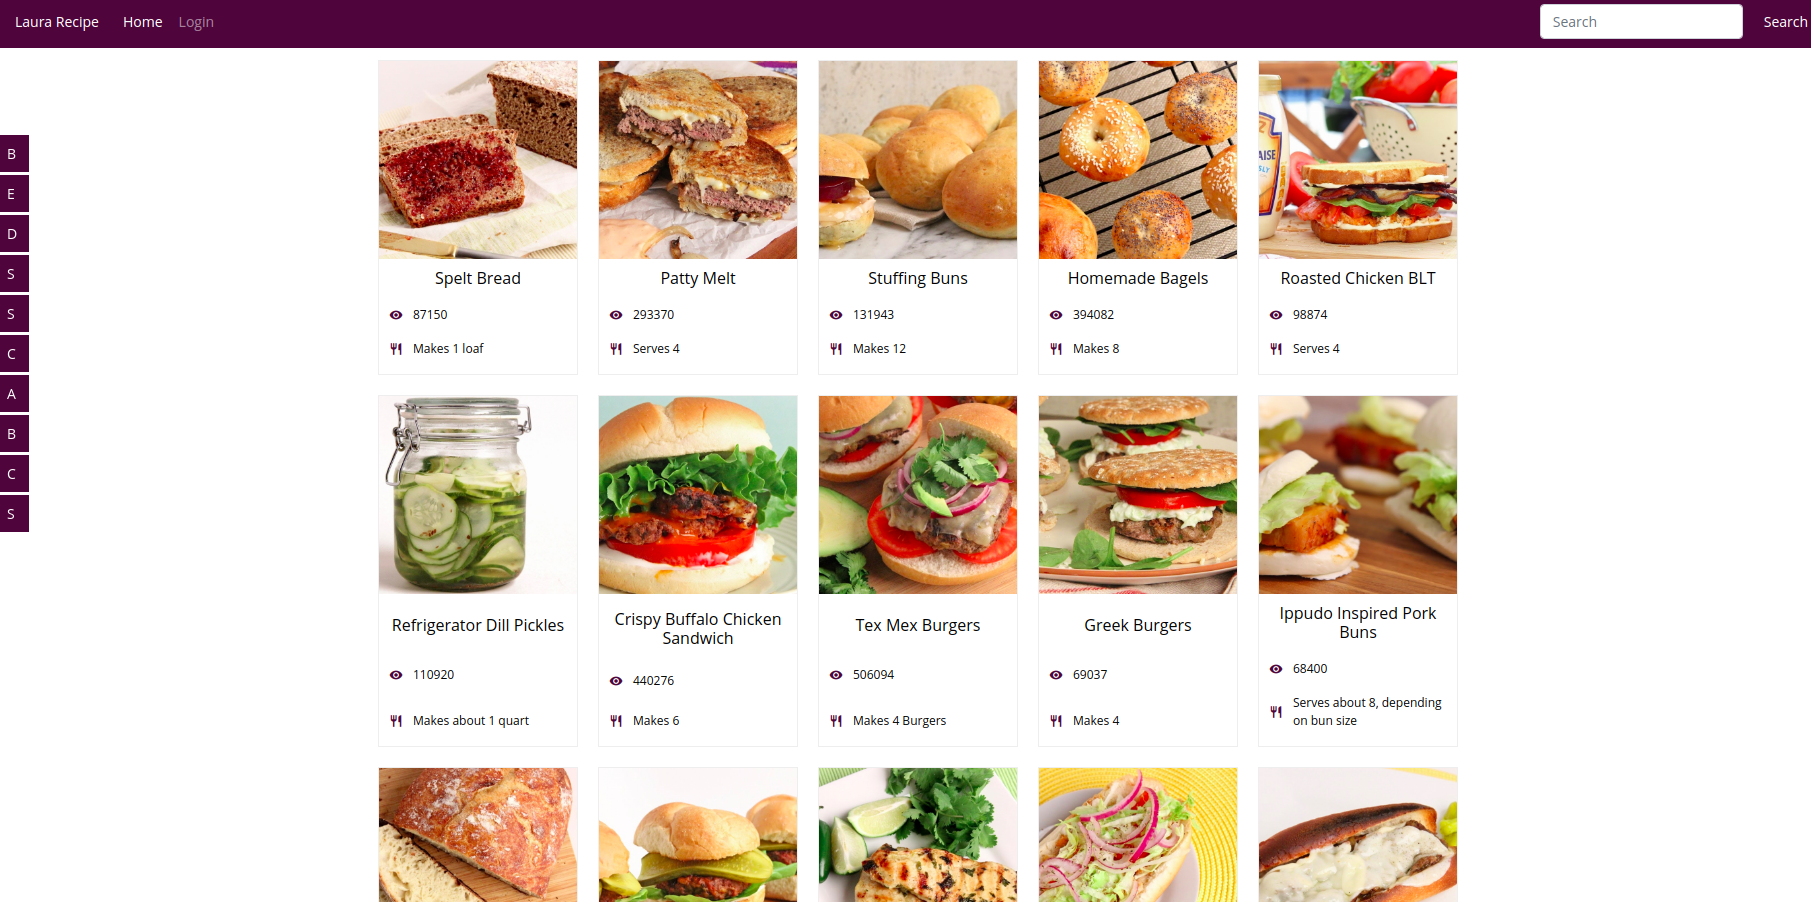 Laura Recipe Home Login Search Search
B
E
D
S
S
C
A
B
C
S
Spelt Bread
87150
Makes 1 loaf
Patty Melt
293370
Serves 4
Stuffing Buns
131943
Makes 12
Homemade Bagels
394082
Makes 8
Roasted Chicken BLT
98874
Serves 4
Refrigerator Dill Pickles
110920
Makes about 1 quart
Crispy Buffalo Chicken
Sandwich
440276
Makes 6
Tex Mex Burgers
506094
Makes 4 Burgers
Greek Burgers
69037
Makes 4
Ippudo Inspired Pork
Buns
68400
Serves about 8, depending
on bun size